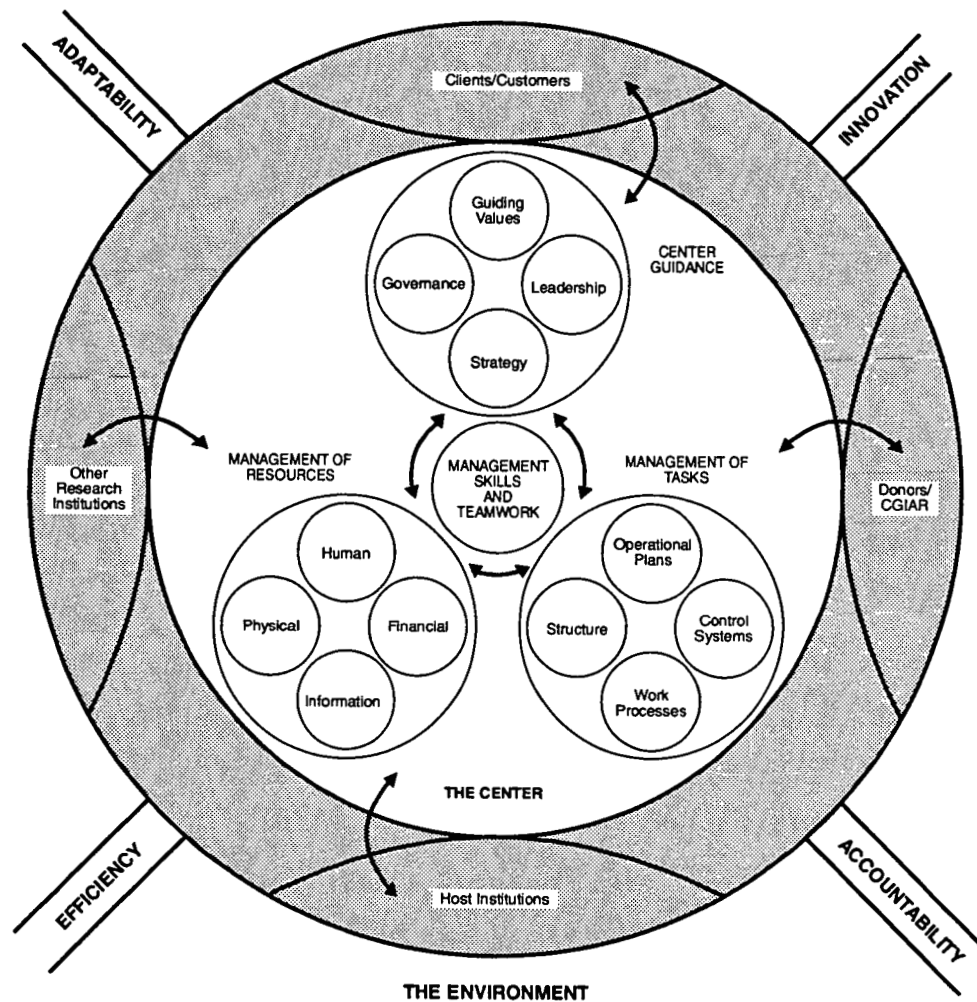 ADAPTABILITY
INNOVATION
Clients/Customers
Guiding
Values
Governance
Leadership
Strategy
CENTER
GUIDANCE
Other
Research
Institutions
MANAGEMENT OF
RESOURCES
MANAGEMENT
SKILLS
AND
TEAMWORK
MANAGEMENT OF
TASKS
Donors/
CGIAR
Human
Physical
Financial
Information
Operational
Plans
Structure
Control
Systems
Work
Processes
THE CENTER
Host Institutions
EFFICIENCY
ACCOUNTABILITY
THE ENVIRONMENT